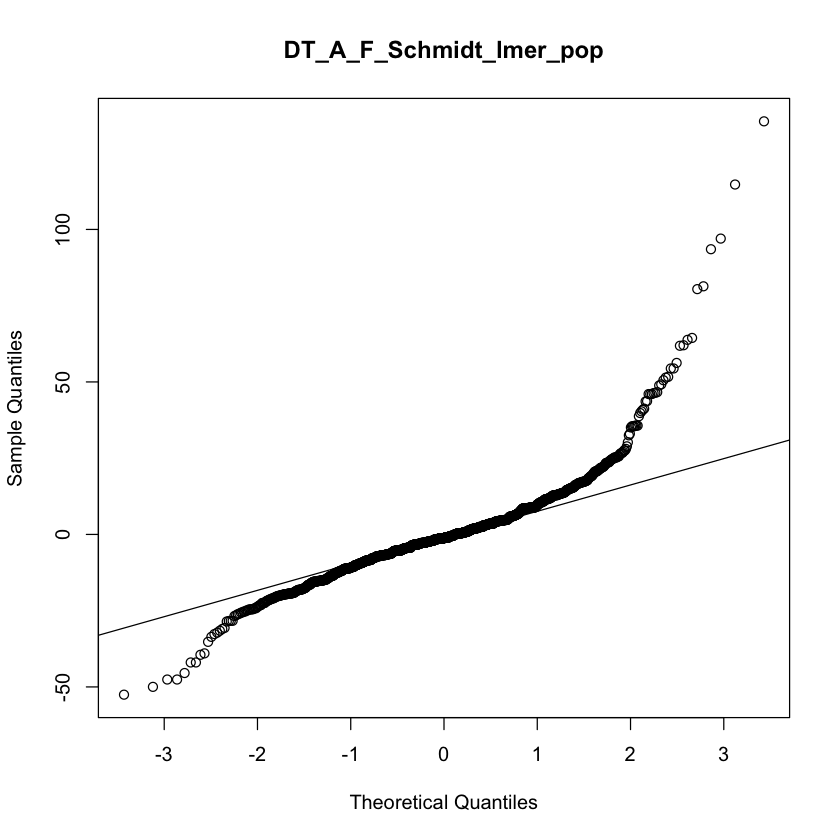 DT_A_F_Schmidt_lmer_pop
Sample Quantiles
100
50
0
-50
-3 -2 -1 0 1 2 3
Theoretical Quantiles